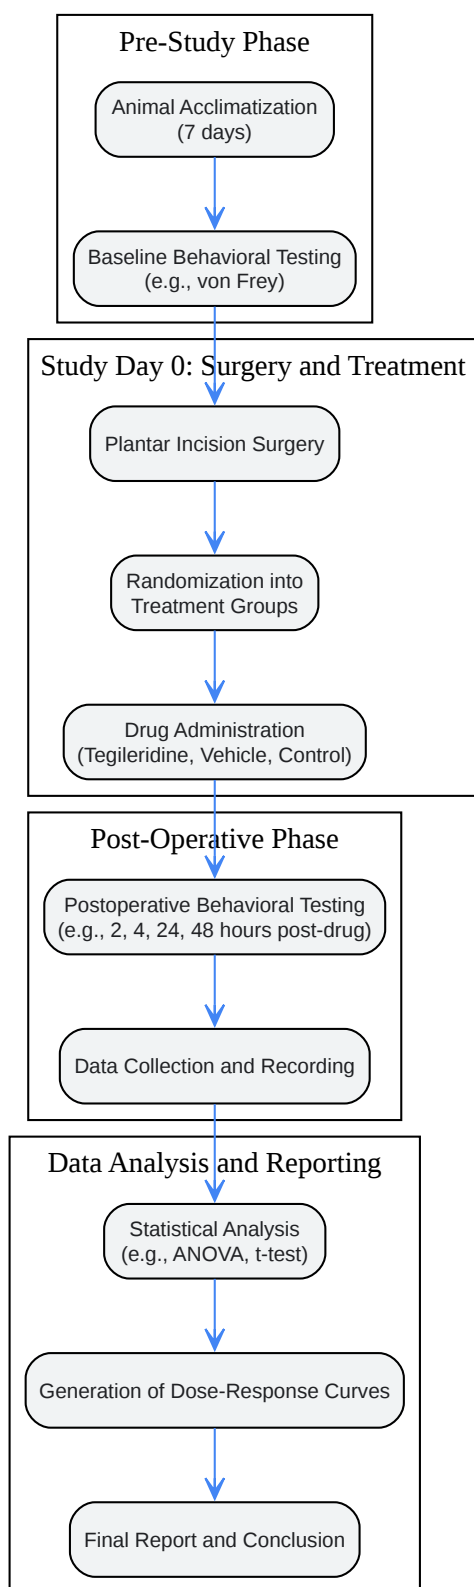 Pre-Study Phase
Animal Acclimatization
(7 days)
Baseline Behavioral Testing
(e.g., von Frey)
Study Day 0: Surgery and Treatment
Plantar Incision Surgery
Randomization into
Treatment Groups
Drug Administration
(Tegileridine, Vehicle, Control)
Post-Operative Phase
Postoperative Behavioral Testing
(e.g., 2, 4, 24, 48 hours post-drug)
Data Collection and Recording
Data Analysis and Reporting
Statistical Analysis
(e.g., ANOVA, t-test)
Generation of Dose-Response Curves
Final Report and Conclusion